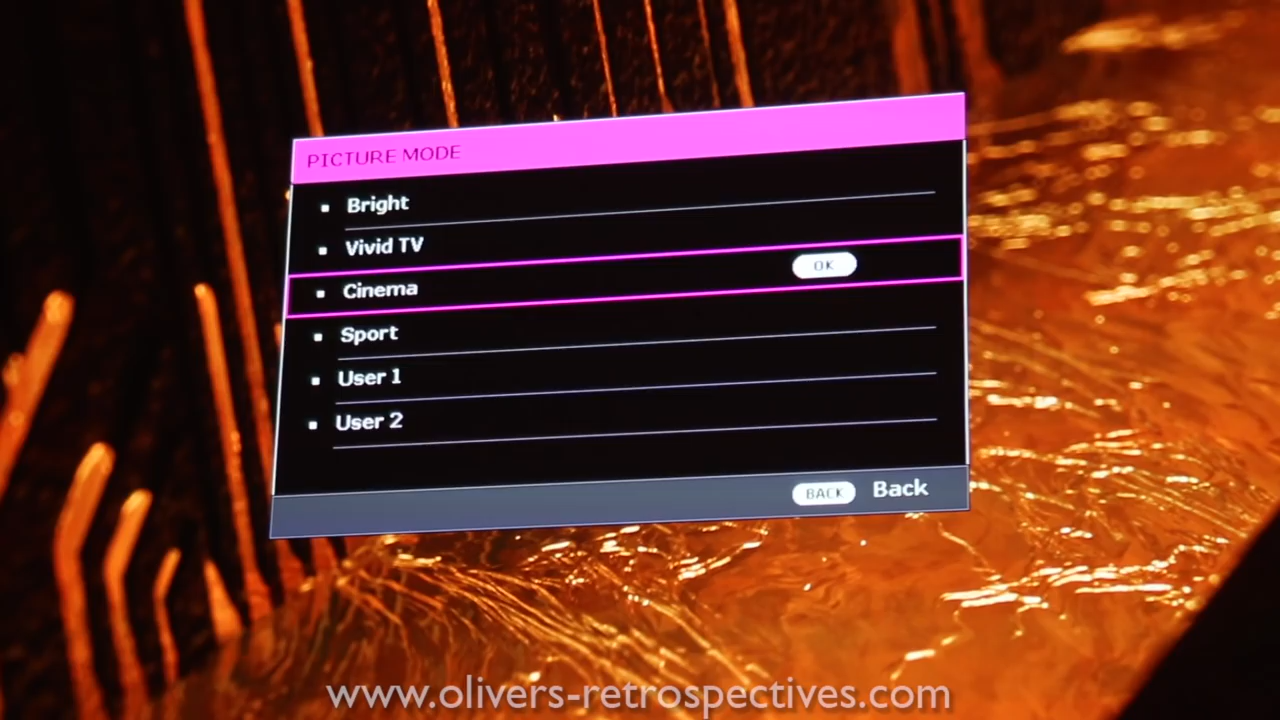 PICTURE MODE
Bright
Vivid TV
Cinema OK
Sport
User 1
User 2
BACK Back
www.olivers-retrospectives.com